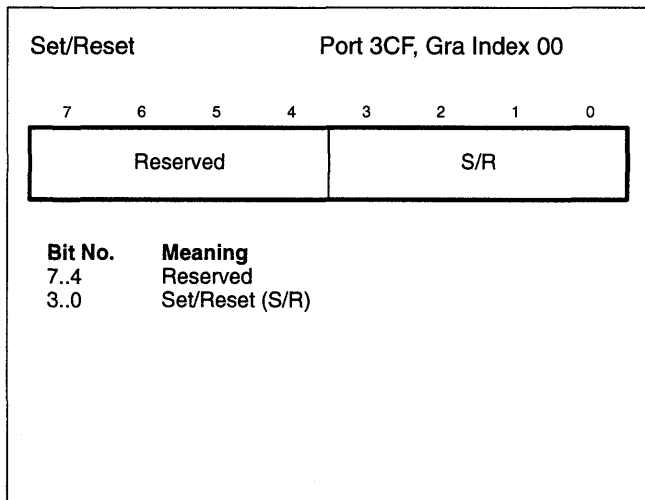 Set/Reset Port 3CF, Gra Index 00
7 6 5 4 3 2 1 0
Reserved S/R
Bit No. Meaning
7..4 Reserved
3..0 Set/Reset (S/R)